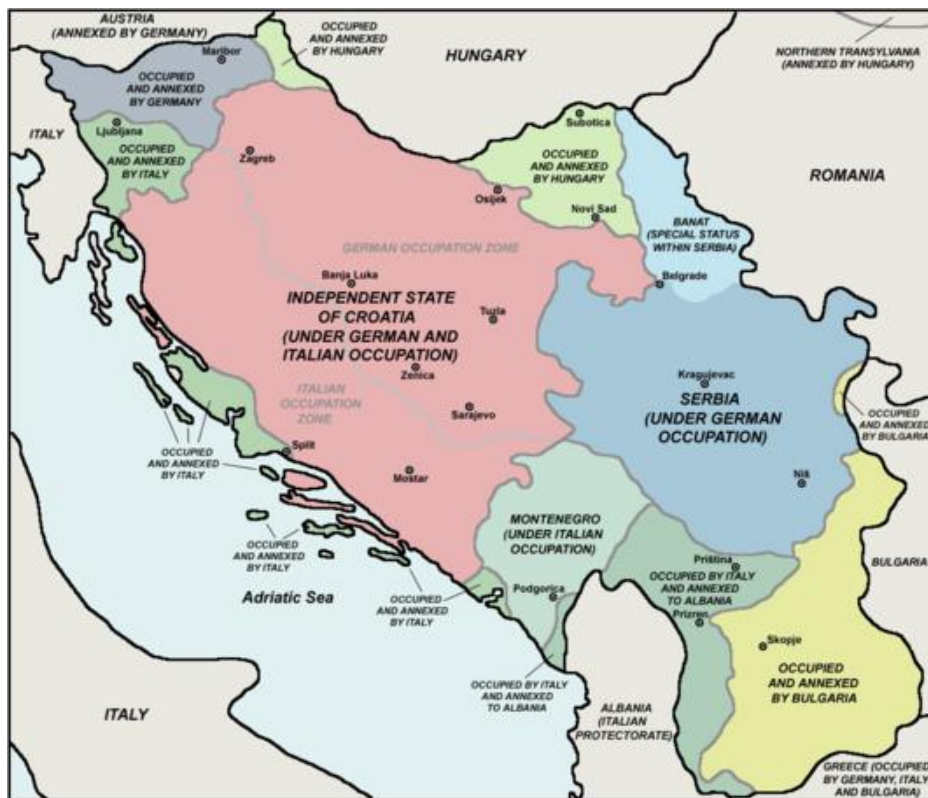 AUSTRIA
(ANNEXED BY GERMANY)
OCCUPIED
AND ANNEXED
BY HUNGARY
HUNGARY
NORTHERN TRANSYLVANIA
(ANNEXED BY HUNGARY)
Maribor
OCCUPIED
AND ANNEXED
BY GERMANY
ITALY
Ljubljana
OCCUPIED
AND ANNEXED
BY ITALY
Zagreb
Subotica
OCCUPIED
AND ANNEXED
BY HUNGARY
Osijek
Novi Sad
ROMANIA
BANAT
(SPECIAL STATUS
WITHIN SERBIA)
GERMAN OCCUPATION ZONE
Banja Luka
Belgrade
INDEPENDENT STATE
OF CROATIA
(UNDER GERMAN AND
ITALIAN OCCUPATION)
Tuzla
Zenica
ITALIAN
OCCUPATION
ZONE
Sarajevo
Kragujevac
SERBIA
(UNDER GERMAN
OCCUPATION)
OCCUPIED
AND ANNEXED
BY BULGARIA
Split
OCCUPIED
AND ANNEXED
BY ITALY
Mostar
Niš
MONTENEGRO
(UNDER ITALIAN
OCCUPATION)
OCCUPIED
AND ANNEXED
BY ITALY
Priština
BULGARIA
OCCUPIED BY ITALY
AND ANNEXED
TO ALBANIA
Adriatic Sea
OCCUPIED
AND ANNEXED
BY ITALY
Podgorica
Prizren
Skopje
OCCUPIED
AND ANNEXED
BY BULGARIA
OCCUPIED BY ITALY
AND ANNEXED
TO ALBANIA
ITALY
ALBANIA
(ITALIAN
PROTECTORATE)
GREECE (OCCUPIED
BY GERMANY, ITALY
AND BULGARIA)